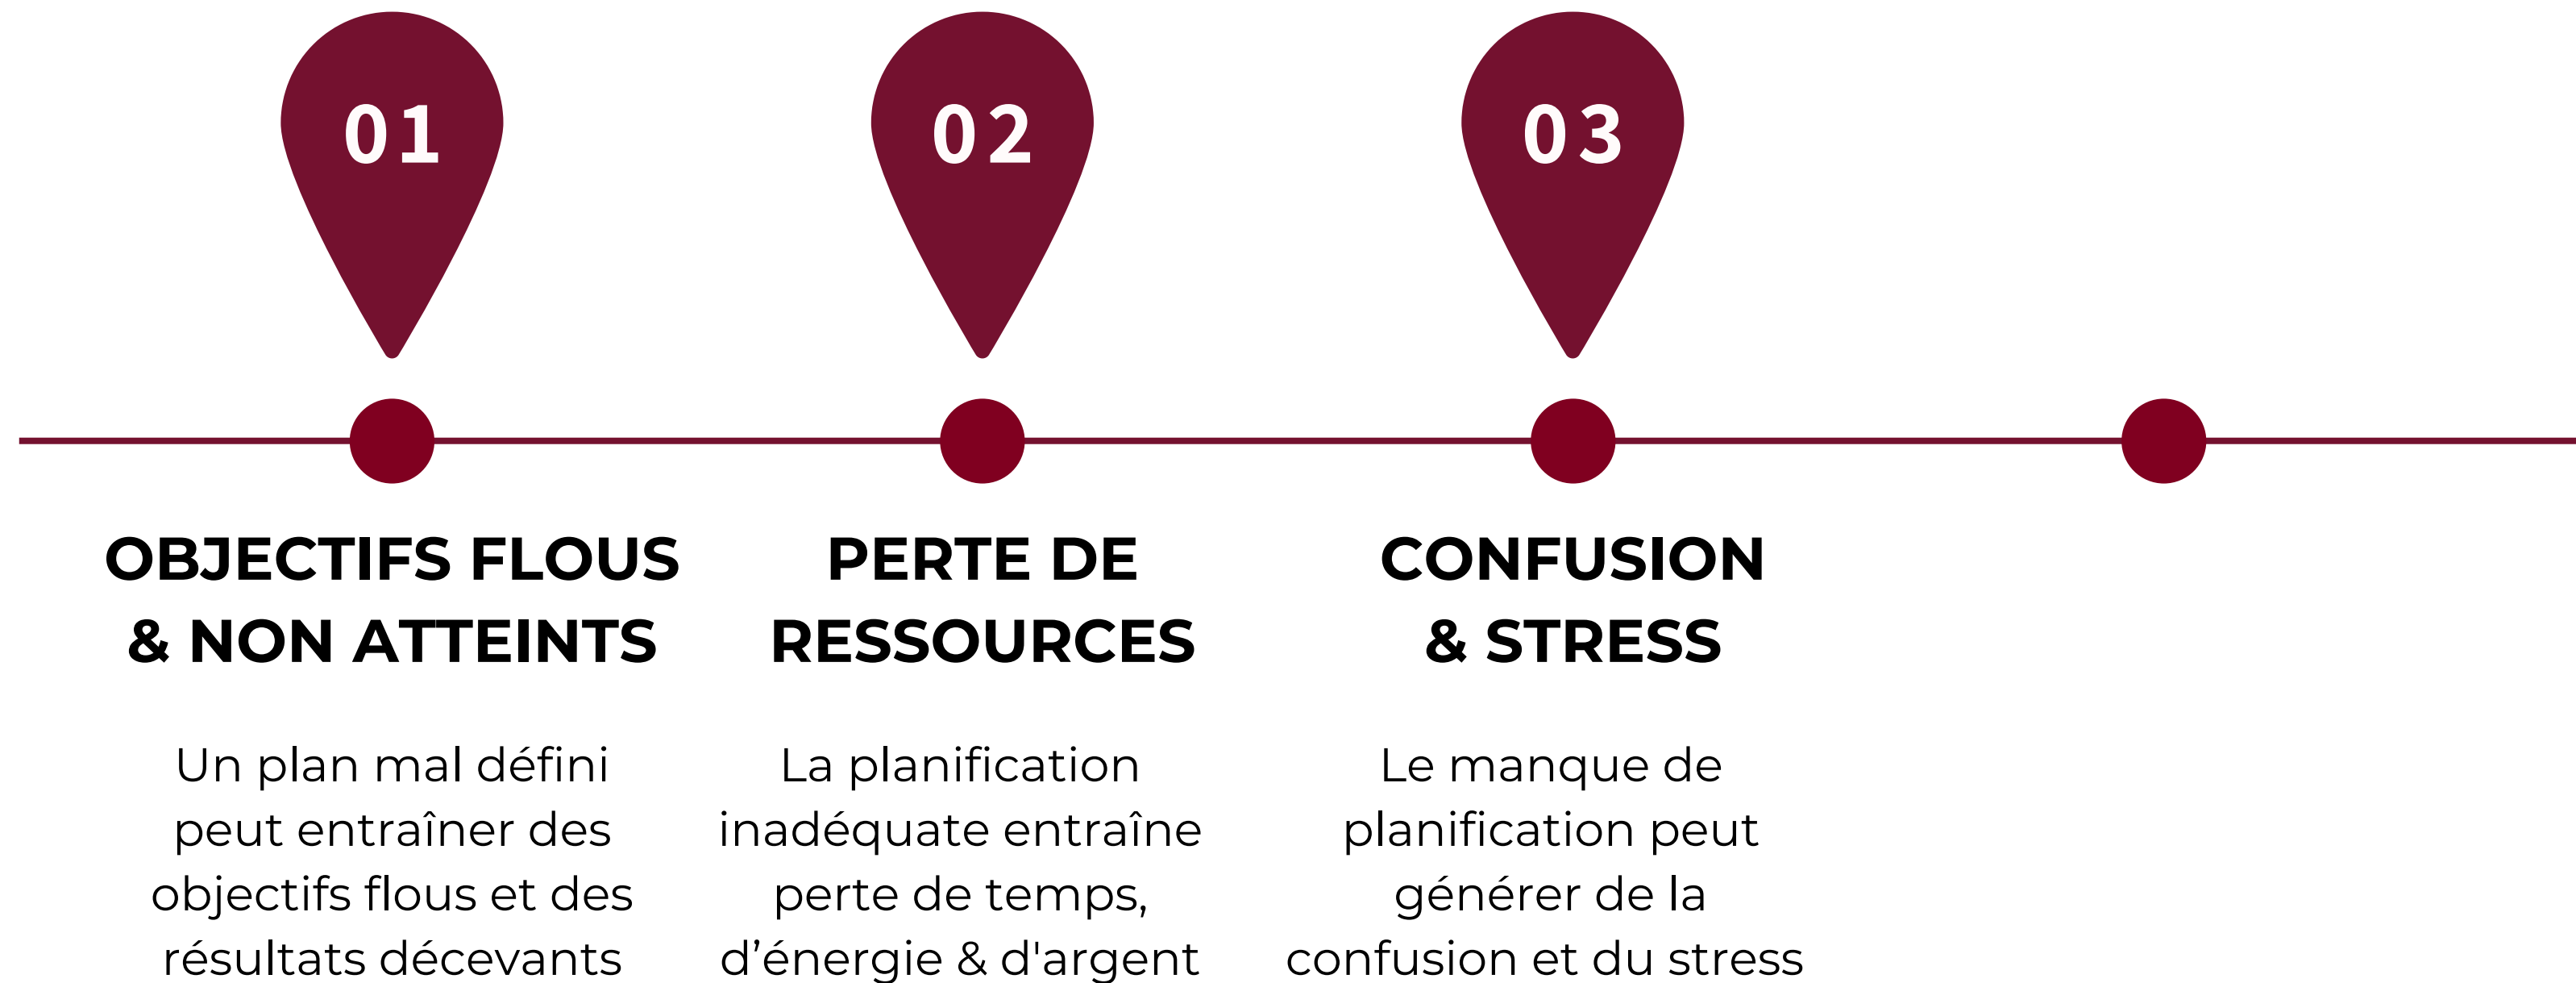 01
OBJECTIFS FLOUS
& NON ATTEINTS
Un plan mal défini
peut entraîner des
objectifs flous et des
résultats décevants
02
PERTE DE
RESSOURCES
La planification
inadéquate entraîne
perte de temps,
d’énergie & d'argent
03
CONFUSION
& STRESS
Le manque de
planification peut
générer de la
confusion et du stress